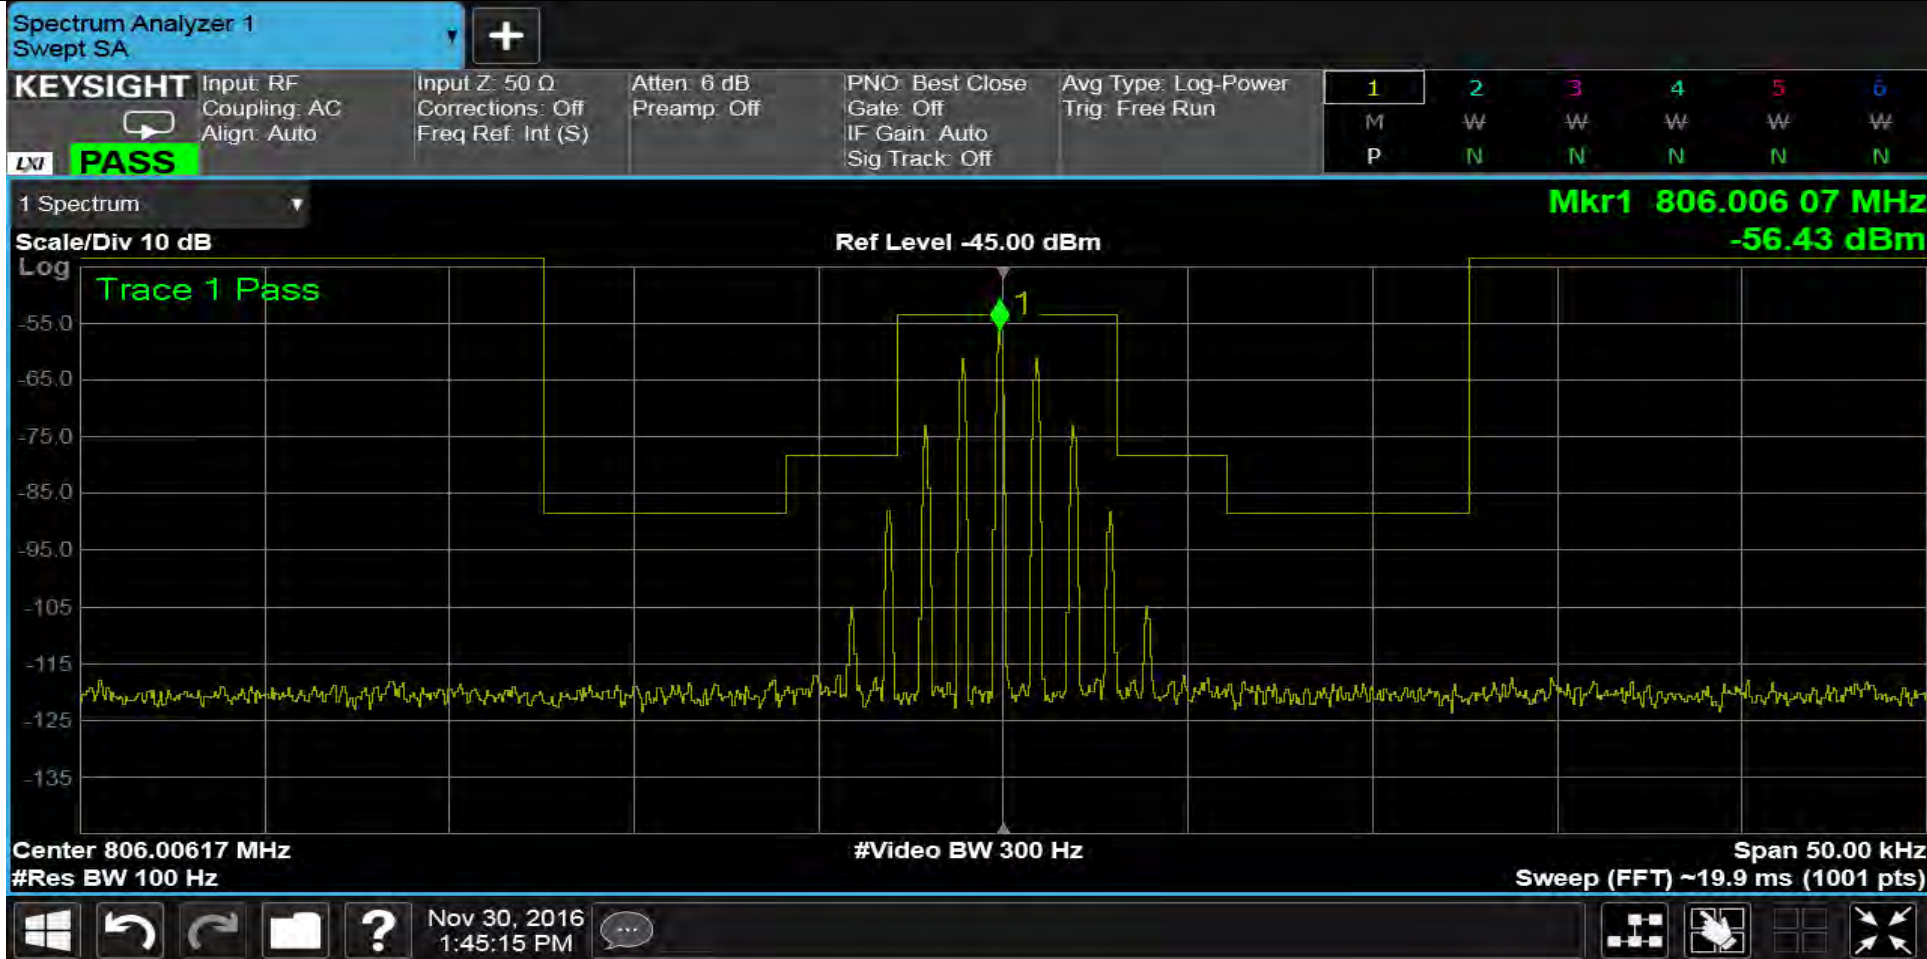 Spectrum Analyzer 1
Swept SA
KEYSIGHT
LXI
PASS
Input: RF
Coupling: AC
Align: Auto
Input Z: 50 Ω
Corrections: Off
Freq Ref: Int (S)
Atten: 6 dB
Preamp: Off
PNO: Best Close
Gate: Off
IF Gain: Auto
Sig Track: Off
Avg Type: Log-Power
Trig: Free Run
1 2 3 4 5 6
M W W W W W
P N N N N N
1 Spectrum
Mkr1 806.006 07 MHz
-56.43 dBm
Scale/Div 10 dB
Ref Level -45.00 dBm
Log
Trace 1 Pass
1
-55.0
-65.0
-75.0
-85.0
-95.0
-105
-115
-125
-135
Center 806.00617 MHz
#Video BW 300 Hz
Span 50.00 kHz
#Res BW 100 Hz
Sweep (FFT) ~19.9 ms (1001 pts)
?
Nov 30, 2016
1:45:15 PM